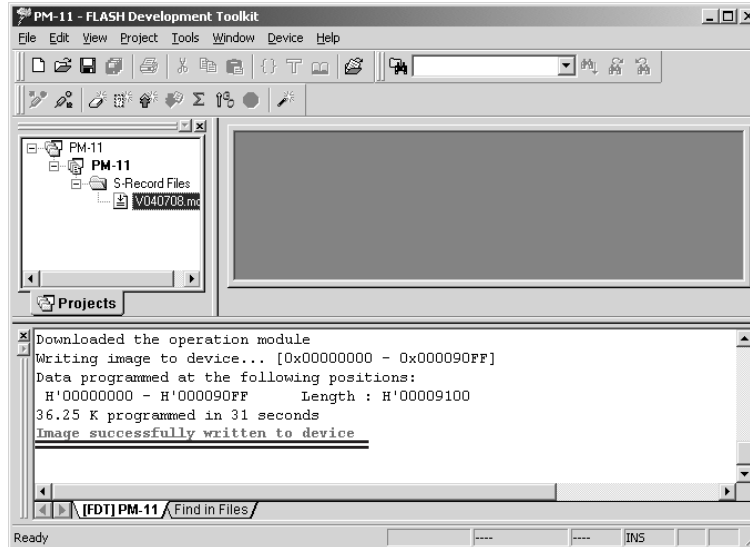 PM-11 - FLASH Development Toolkit
File Edit View Project Tools Window Device Help
PM-11
PM-11
S-Record Files
V040708.mo
Projects
Downloaded the operation module
Writing image to device... [0x00000000 - 0x000090FF]
Data programmed at the following positions:
H'00000000 - H'000090FF Length : H'00009100
36.25 K programmed in 31 seconds
Image successfully written to device
[FDT] PM-11 Find in Files
Ready ---- ---- INS